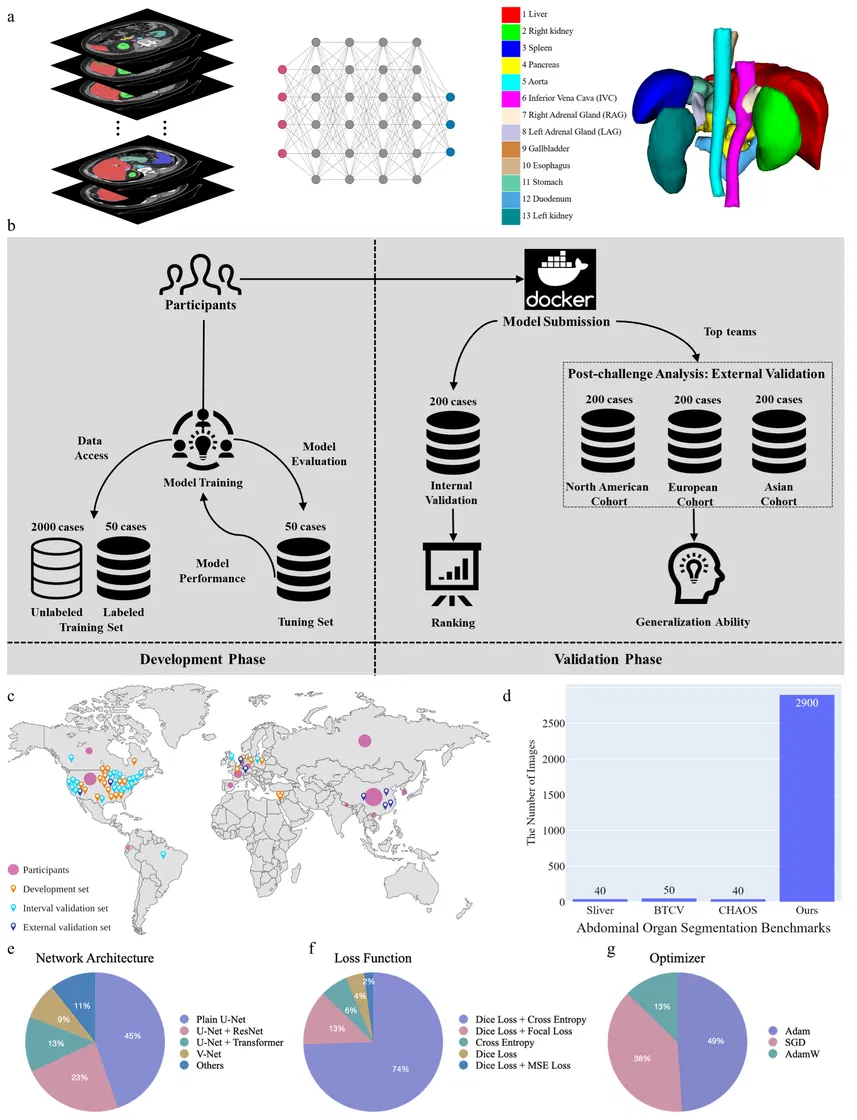 a
1 Liver
2 Right kidney
3 Spleen
4 Pancreas
5 Aorta
6 Inferior Vena Cava (IVC)
7 Right Adrenal Gland (RAG)
8 Left Adrenal Gland (LAG)
9 Gallbladder
10 Esophagus
11 Stomach
12 Duodenum
13 Left kidney
b
Participants
docker
Model Submission
Top teams
Post-challenge Analysis: External Validation
200 cases
200 cases
200 cases
200 cases
Data
Access
Model
Evaluation
Model Training
Internal
Validation
North American
Cohort
European
Cohort
Asian
Cohort
2000 cases
50 cases
50 cases
Model
Performance
Unlabeled
Labeled
Training Set
Tuning Set
Ranking
Generalization Ability
Development Phase
Validation Phase
c
Participants
Development set
Interval validation set
External validation set
d
The Number of Images
2500
2000
1500
1000
500
0
40
50
40
2900
Sliver
BTCV
CHAOS
Ours
Abdominal Organ Segmentation Benchmarks
e
Network Architecture
11%
9%
13%
23%
45%
Plain U-Net
U-Net + ResNet
U-Net + Transformer
V-Net
Others
f
Loss Function
2%
4%
6%
13%
74%
Dice Loss + Cross Entropy
Dice Loss + Focal Loss
Cross Entropy
Dice Loss
Dice Loss + MSE Loss
g
Optimizer
13%
38%
49%
Adam
SGD
AdamW